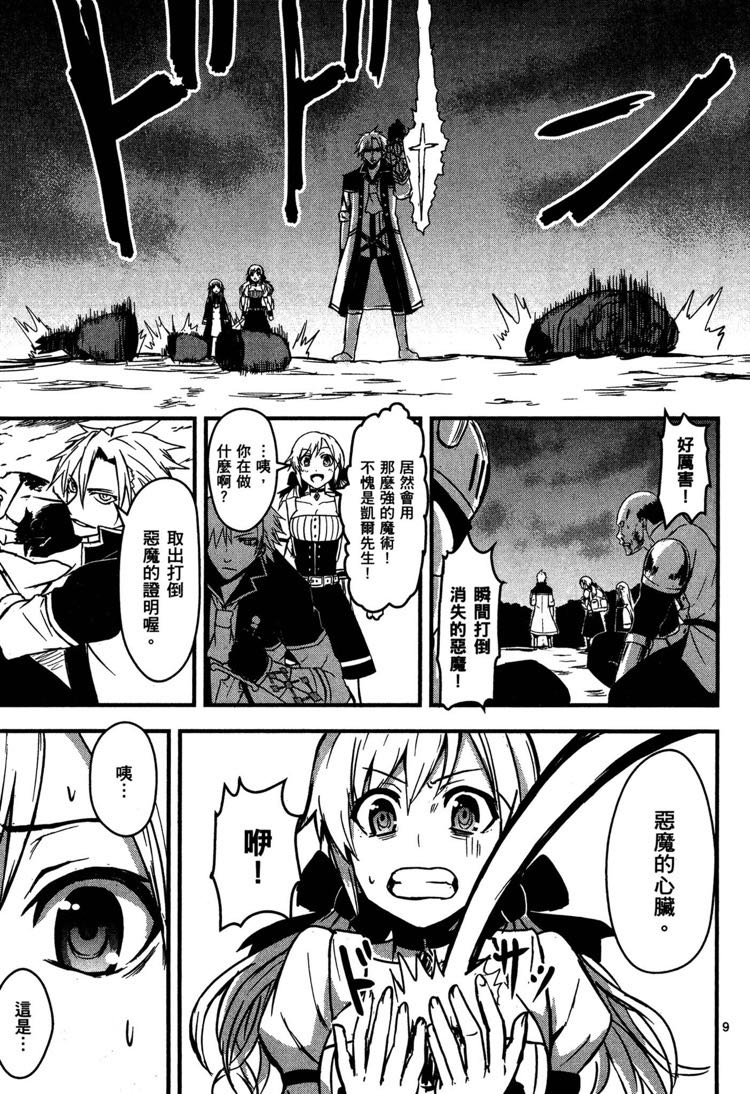 ドドドン
好厲害！
瞬間打倒
消失的惡魔！
居然會用
那麼強的魔術！
不愧是凱爾先生！
…咦，
你在做
什麼啊？
取出打倒
惡魔的證明喔。
惡魔的心臟。
咿！
ドド
咦…
這是…
9